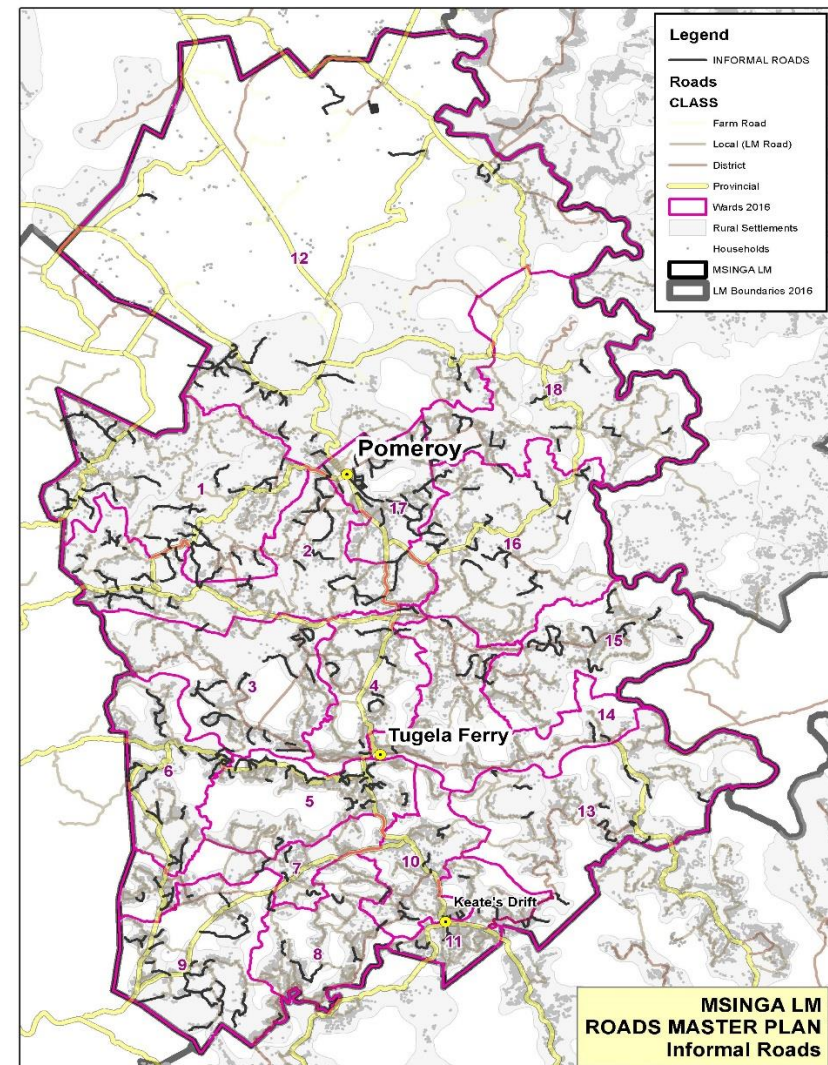 Legend
INFORMAL ROADS
Roads
CLASS
Farm Road
Local (LM Road)
District
Provincial
Wards 2016
Rural Settlements
Households
MSINGA LM
LM Boundaries 2016
12
18
Pomeroy
1
17
2
16
15
3
4
14
Tugela Ferry
6
5
13
10
7
Keate's Drift
11
8
9
MSINGA LM
ROADS MASTER PLAN
Informal Roads